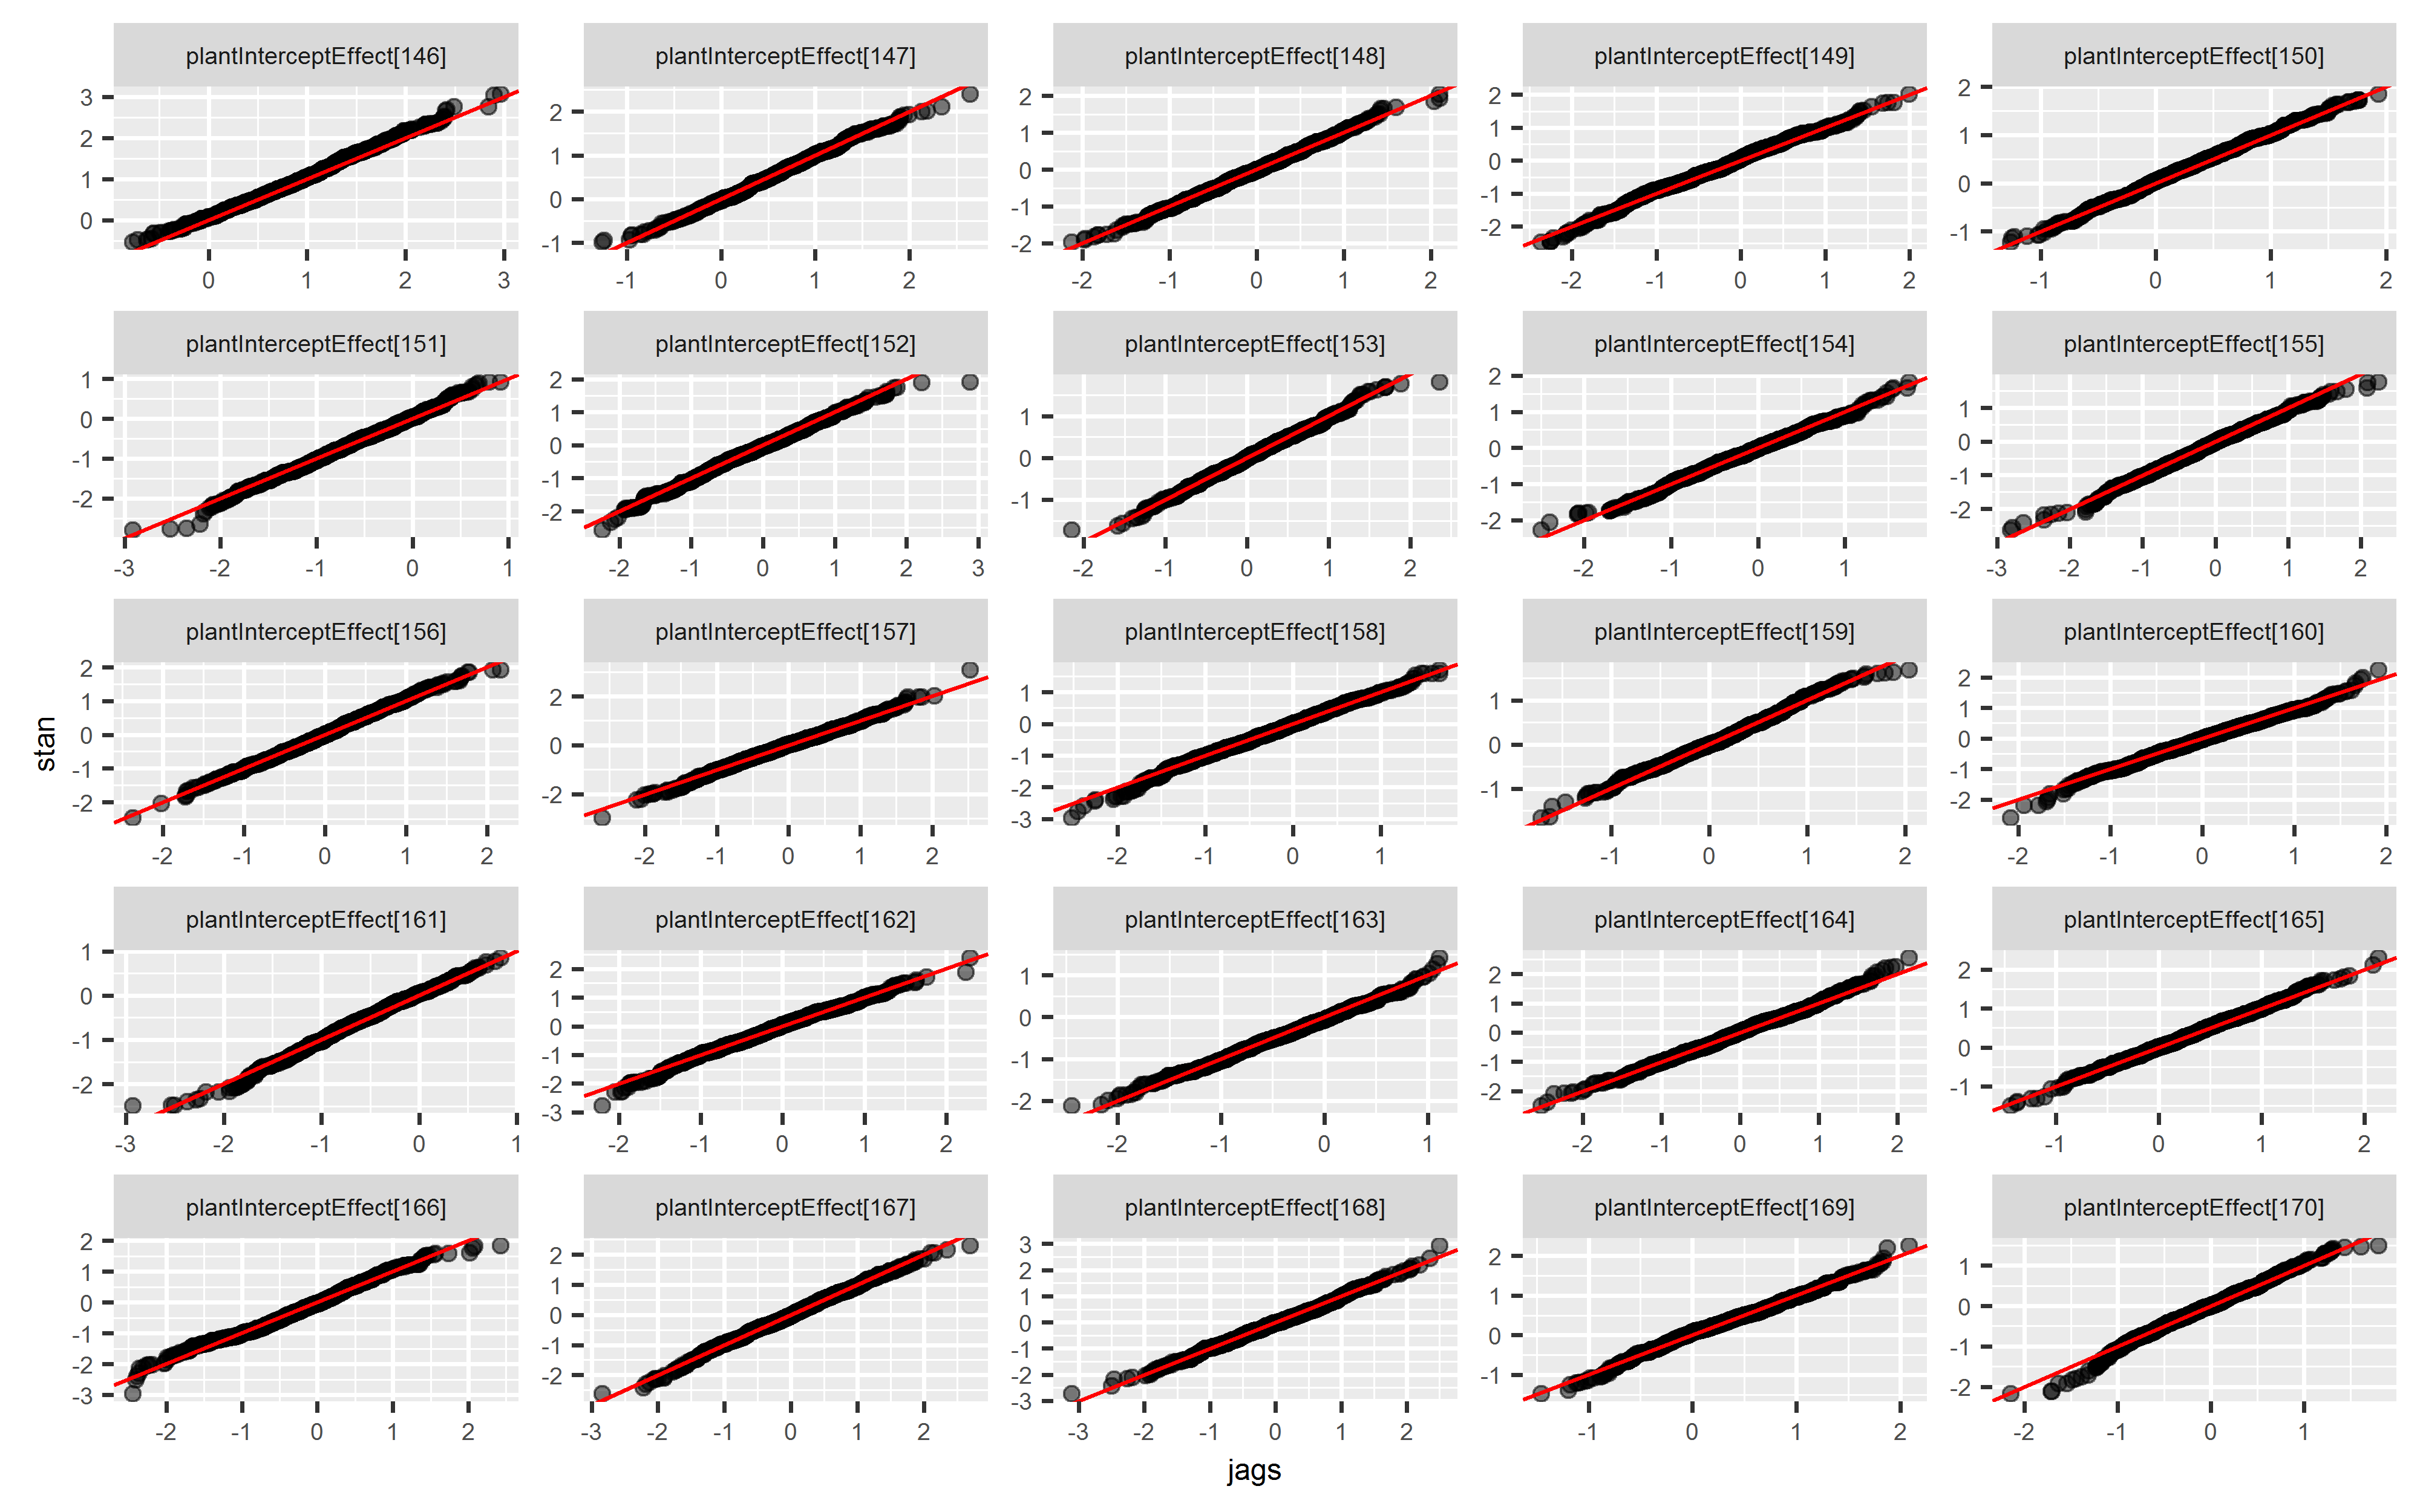 plantInterceptEffect[146] plantInterceptEffect[147] plantInterceptEffect[148] plantInterceptEffect[149] plantInterceptEffect[150]
3 2 1 0
2 1 0 -1
2 1 0 -1 -2
2 1 0 -1 -2
2 1 0 -1
0 1 2 3
-1 0 1 2
-2 -1 0 1 2
-2 -1 0 1 2
-1 0 1 2
plantInterceptEffect[151] plantInterceptEffect[152] plantInterceptEffect[153] plantInterceptEffect[154] plantInterceptEffect[155]
1 0 -1 -2
2 1 0 -1 -2
1 0 -1
2 1 0 -1 -2
1 0 -1 -2
-3 -2 -1 0 1
-2 -1 0 1 2 3
-2 -1 0 1 2
-2 -1 0 1
-3 -2 -1 0 1 2
stan
plantInterceptEffect[156] plantInterceptEffect[157] plantInterceptEffect[158] plantInterceptEffect[159] plantInterceptEffect[160]
2 1 0 -1 -2
2 0 -2
1 0 -1 -2 -3
1 0 -1
2 1 0 -1 -2
-2 -1 0 1 2
-2 -1 0 1 2
-2 -1 0 1
-1 0 1 2
-2 -1 0 1 2
plantInterceptEffect[161] plantInterceptEffect[162] plantInterceptEffect[163] plantInterceptEffect[164] plantInterceptEffect[165]
1 0 -1 -2
2 1 0 -1 -2 -3
1 0 -1 -2
2 1 0 -1 -2
2 1 0 -1
-3 -2 -1 0 1
-2 -1 0 1 2
-2 -1 0 1
-2 -1 0 1 2
-1 0 1 2
plantInterceptEffect[166] plantInterceptEffect[167] plantInterceptEffect[168] plantInterceptEffect[169] plantInterceptEffect[170]
2 1 0 -1 -2 -3
2 1 0 -1 -2
3 2 1 0 -1 -2 -3
2 1 0 -1
1 0 -1 -2
-2 -1 0 1 2
-3 -2 -1 0 1 2
-3 -2 -1 0 1 2
-1 0 1 2
-2 -1 0 1
jags